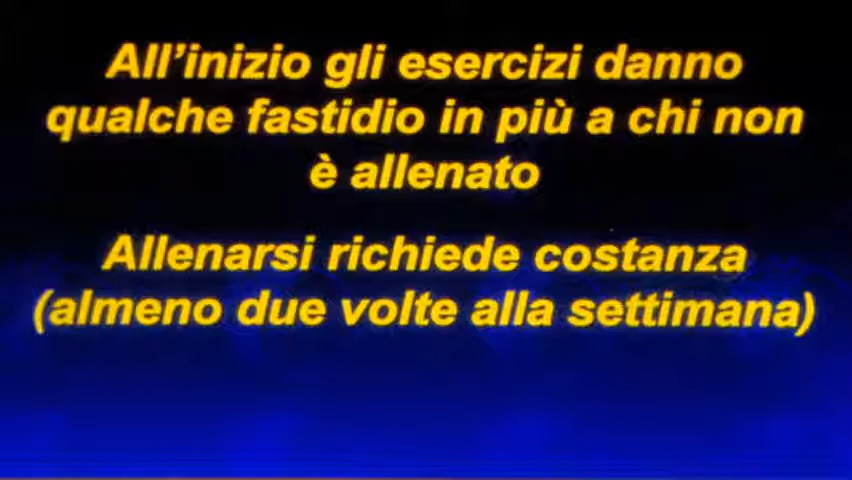 All'inizio gli esercizi danno
qualche fastidio in più a chi non
è allenato
Allenarsi richiede costanza
(almeno due volte alla settimana)